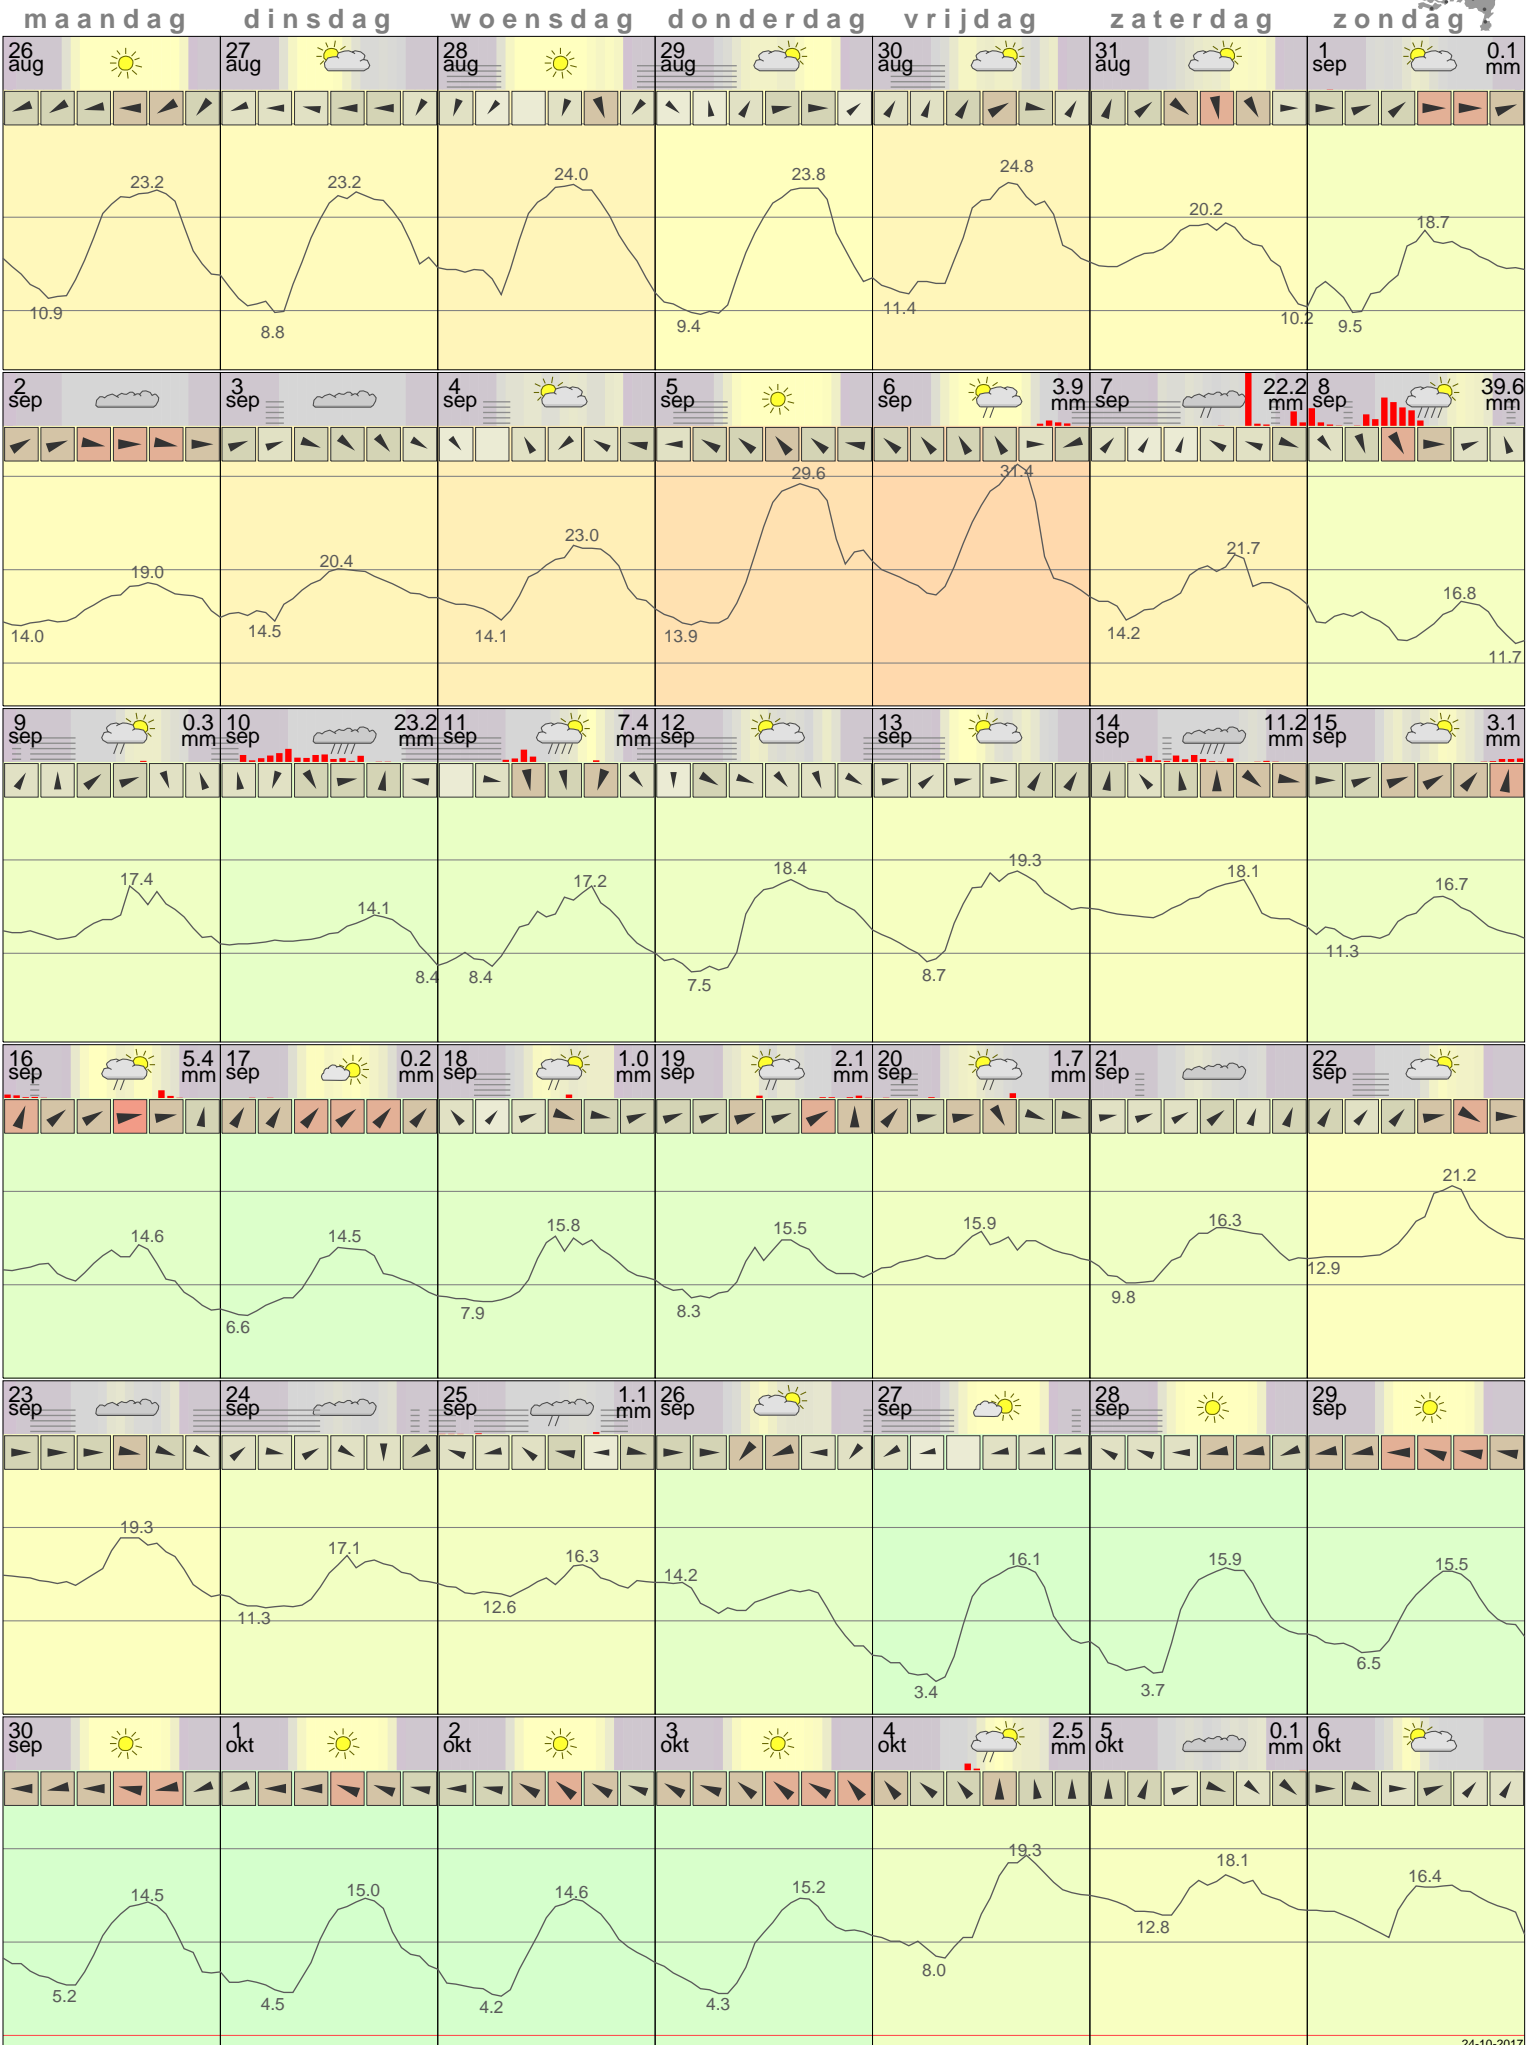 maandag dinsdag woensdag donderdag vrijdag zaterdag zondag
26 27 28 29 30 31 1 0.1
aug aug aug aug aug aug sep mm
23.2 23.2 24.0 23.8 24.8 20.2 18.7
10.9 8.8 9.4 11.4 10.2 9.5
2 3 4 5 6 3.9 7 22.2 8 39.6
sep sep sep sep sep mm sep mm sep mm
19.0 20.4 23.0 29.6 31.4 21.7 16.8
14.0 14.5 14.1 13.9 14.2 11.7
9 0.3 10 23.2 11 7.4 12 13 14 11.2 15 3.1
sep mm sep mm sep mm sep sep sep mm sep mm
17.4 14.1 17.2 18.4 19.3 18.1 16.7
8.4 8.4 7.5 8.7 11.3
16 5.4 17 0.2 18 1.0 19 2.1 20 1.7 21 22
sep mm sep mm sep mm sep mm sep mm sep sep
14.6 14.5 15.8 15.5 15.9 16.3 21.2
6.6 7.9 8.3 9.8 12.9
23 24 25 1.1 26 27 28 29
sep sep sep mm sep sep sep sep
19.3 17.1 16.3 14.2 16.1 15.9 15.5
11.3 12.6 3.4 3.7 6.5
30 1 2 3 4 2.5 5 0.1 6
sep okt okt okt okt mm okt mm okt
14.5 15.0 14.6 15.2 19.3 18.1 16.4
5.2 4.5 4.2 4.3 8.0 12.8
24-10-2017